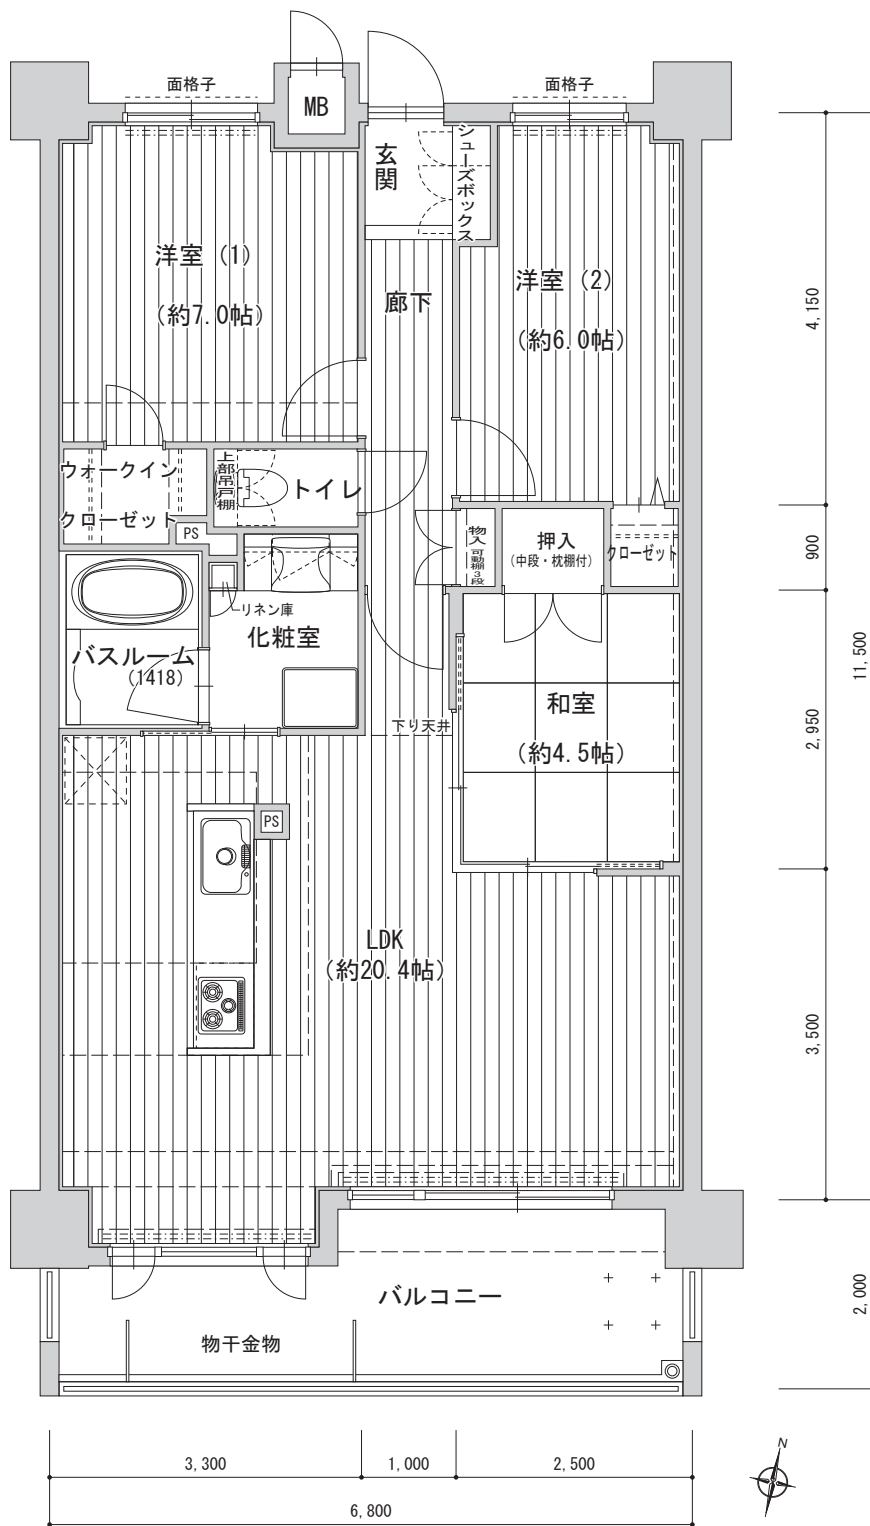 面格子
MB
面格子
玄関
シューズボックス
洋室 (1)
(約7.0帖)
廊下
洋室 (2)
(約6.0帖)
4,150
ウォークイン
クローゼット
上部吊戸棚
トイレ
PS
物入
可動棚3段
押入
(中段・枕棚付)
クローゼット
900
リネン庫
化粧室
バスルーム
(1418)
和室
(約4.5帖)
下り天井
11,500
2,950
PS
LDK
(約20.4帖)
3,500
バルコニー
物干金物
2,000
3,300
1,000
2,500
6,800
N